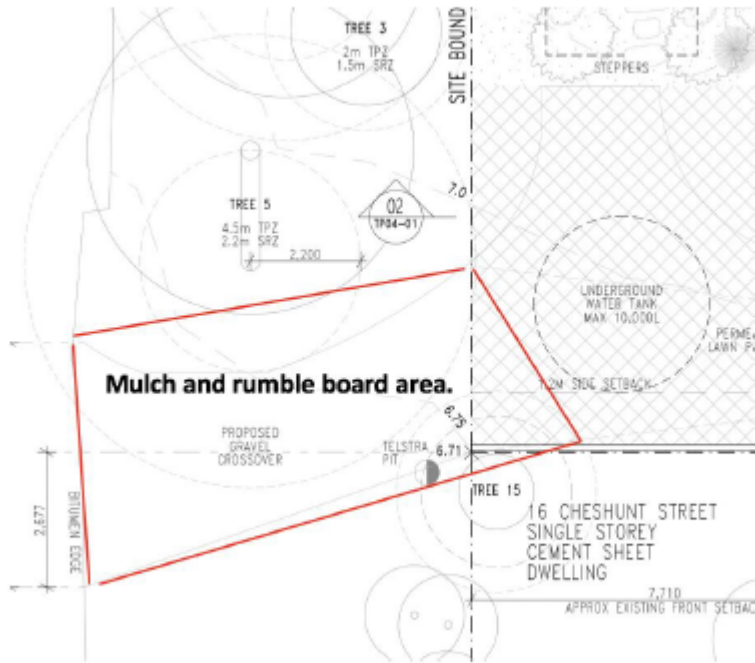 TREE 3
2m TPZ
1.5m SRZ
SITE BOUND
STEPPERS
7.0
02
TP04-01
TREE 5
4.5m TPZ
2.2m SRZ
2,200
UNDERGROUND
WATER TANK
MAX 10,000L
PERME
LAWN PA
Mulch and rumble board area.
1.2M SIDE SETBACK
6.75
PROPOSED
GRAVEL
CROSSOVER
TELSTRA
PIT
6.71
2,677
BITUMEN EDGE
TREE 15
16 CHESHUNT STREET
SINGLE STOREY
CEMENT SHEET
DWELLING
7,710
APPROX EXISTING FRONT SETBAC